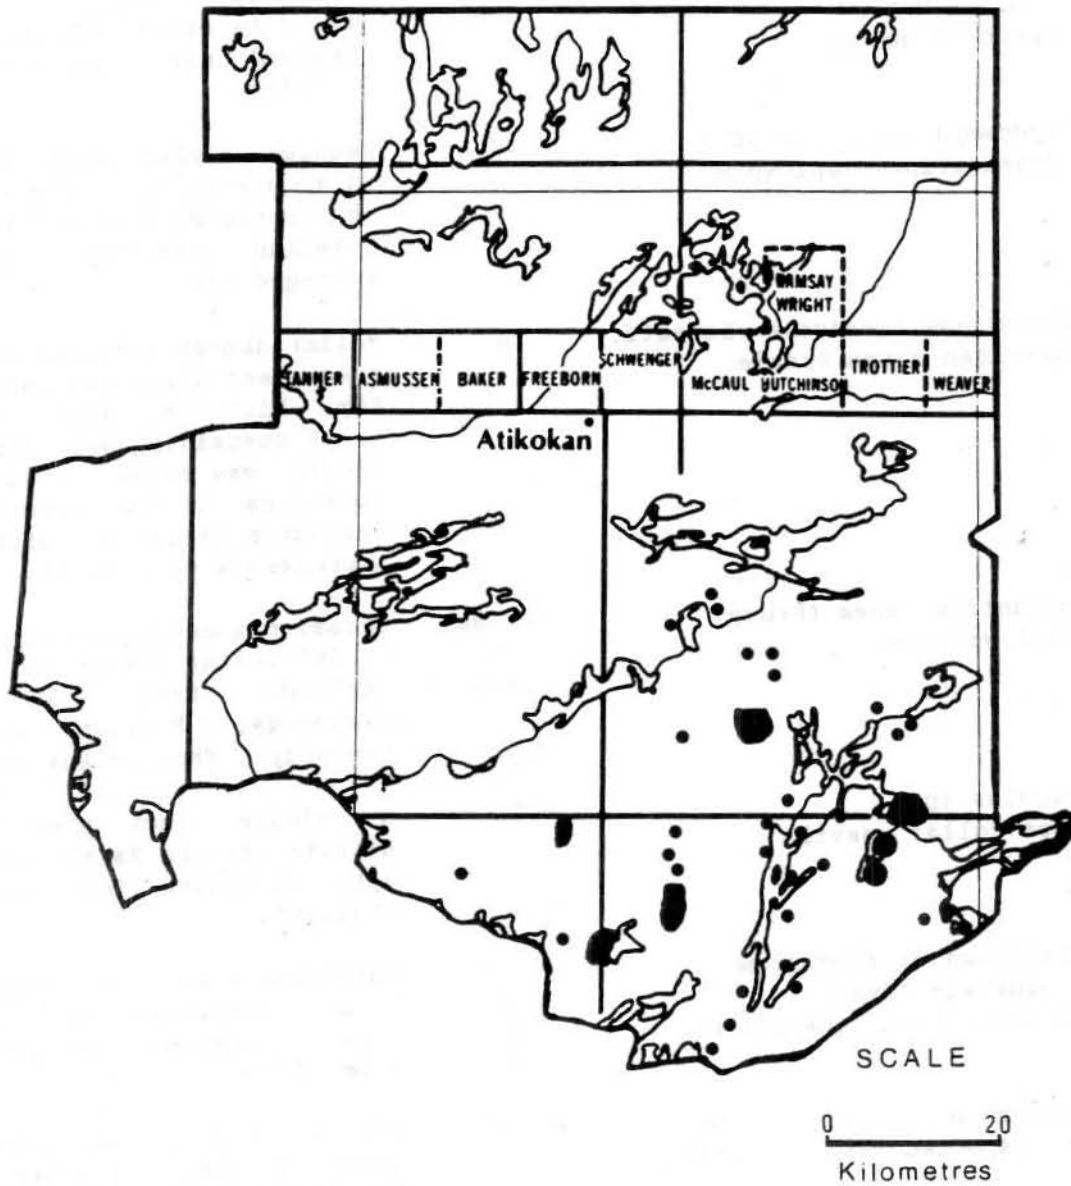 RAMSAY
WRIGHT
SCHWENGER
TANNER ASMUSSEN BAKER FREEBORN McCAUL HUTCHINSON TROTTIER WEAVER
Atikokan
SCALE
0 20
Kilometres